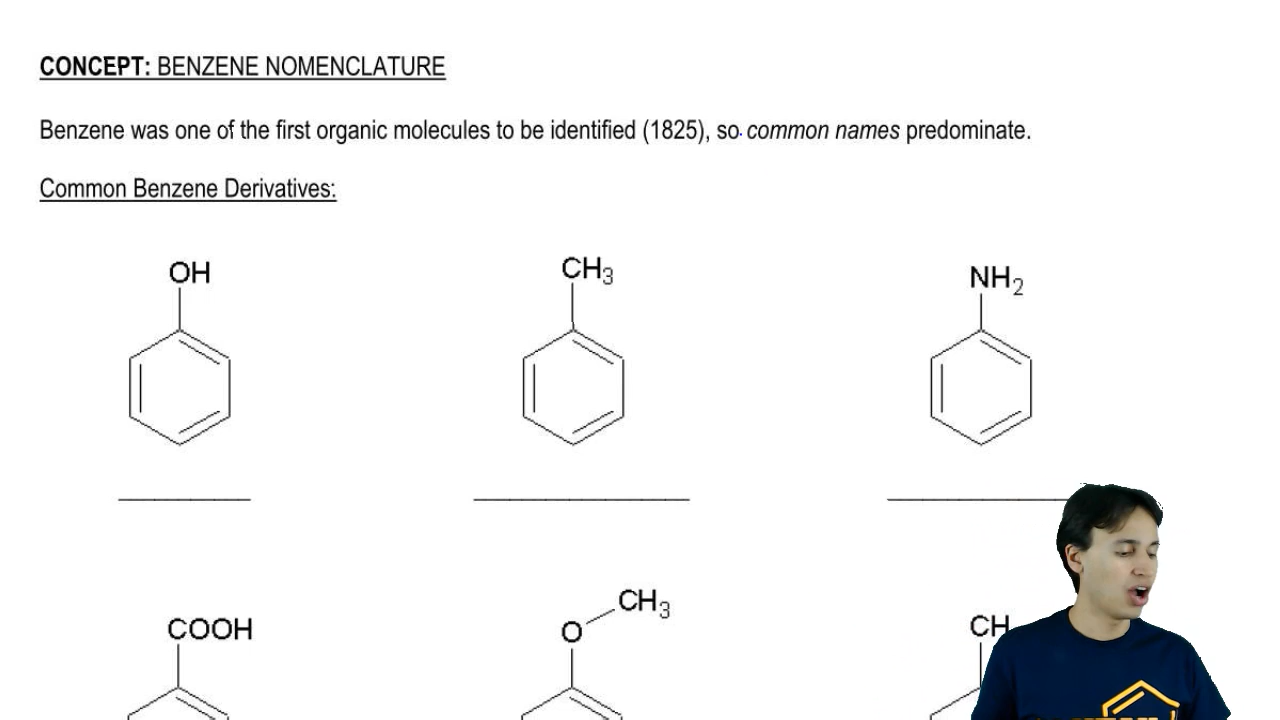 CONCEPT: BENZENE NOMENCLATURE
Benzene was one of the first organic molecules to be identified (1825), so common names predominate.
Common Benzene Derivatives:
OH
CH₃
NH₂
COOH
O
CH₃
CH